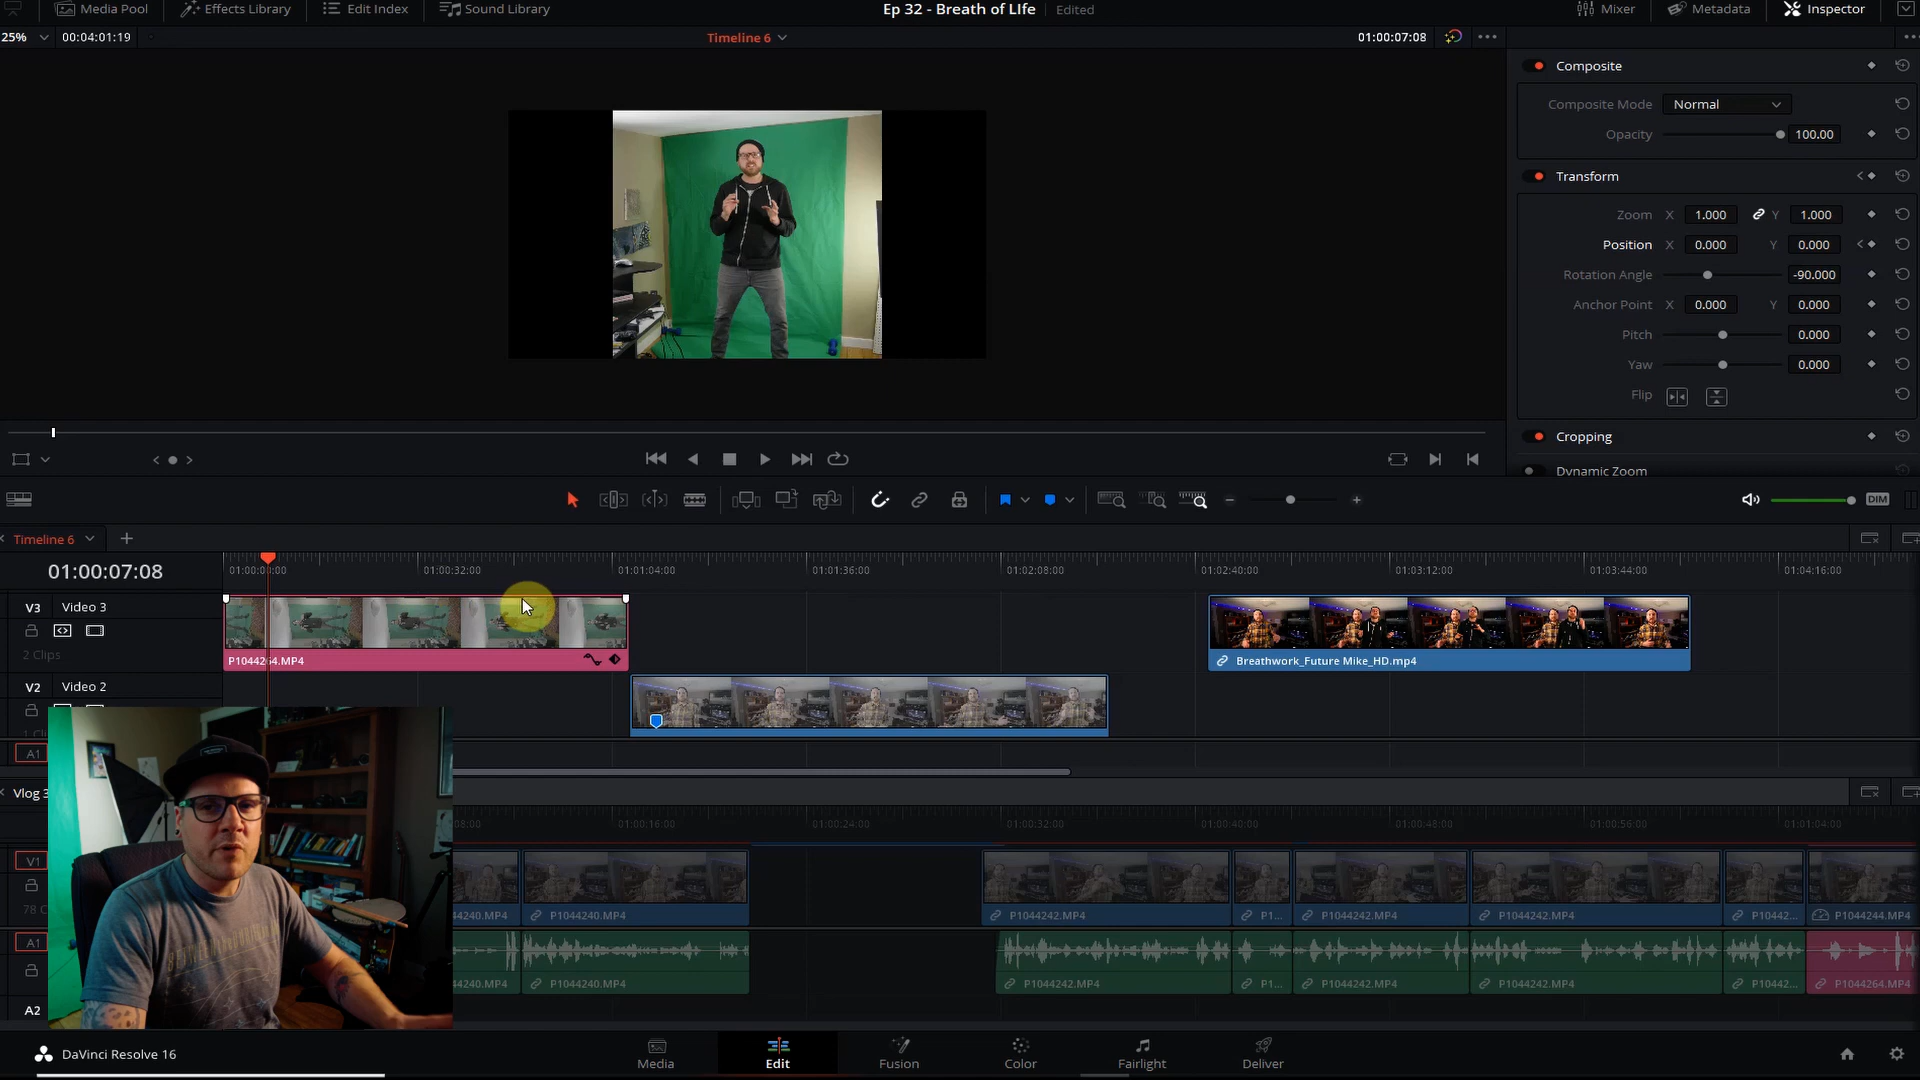 Media Pool Effects Library Edit Index Sound Library Ep 32 - Breath of LIfe Edited Mixer Metadata Inspector
25% 00:04:01:19 Timeline 6 01:00:07:08
Composite
Composite Mode Normal
Opacity 100.00
Transform
Zoom X 1.000 Y 1.000
Position X 0.000 Y 0.000
Rotation Angle -90.000
Anchor Point X 0.000 Y 0.000
Pitch 0.000
Yaw 0.000
Flip
Cropping
Dynamic Zoom
DIM
Timeline 6
01:00:07:08 01:00:00:00 01:00:32:00 01:01:04:00 01:01:36:00 01:02:08:00 01:02:40:00 01:03:12:00 01:03:44:00 01:04:16:00
V3 Video 3
2 Clips
P1044264.MP4 Breathwork_Future Mike_HD.mp4
V2 Video 2
A1
Vlog 3
08:00 01:00:16:00 01:00:24:00 01:00:32:00 01:00:40:00 01:00:48:00 01:00:56:00 01:01:04:00
V1
78 C
44240.MP4 P1044240.MP4 P1044242.MP4 P1... P1044242.MP4 P1044242.MP4 P10442... P1044244.MP4
A1
44240.MP4 P1044240.MP4 P1044242.MP4 P1... P1044242.MP4 P1044242.MP4 P10442... P1044264.MP4
A2
DaVinci Resolve 16 Media Edit Fusion Color Fairlight Deliver